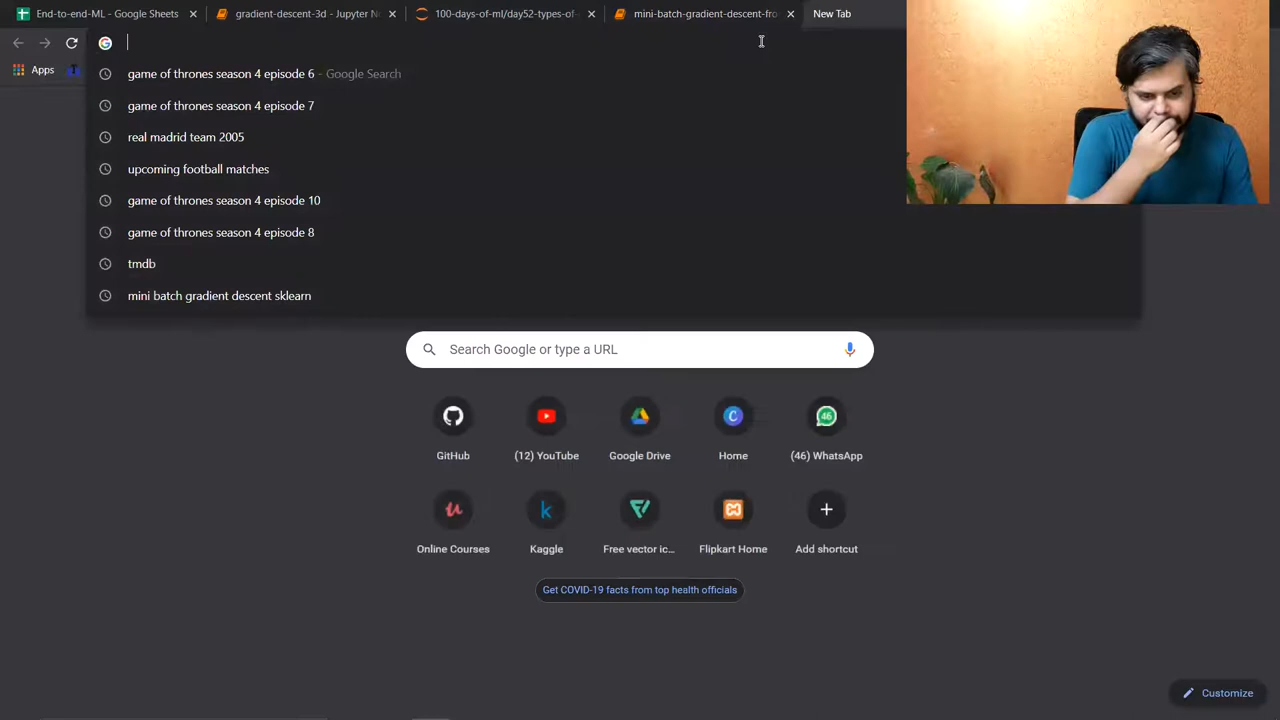 End-to-end-ML - Google Sheets
gradient-descent-3d - Jupyter N
100-days-of-ml/day52-types-of-
mini-batch-gradient-descent-fro
New Tab
Apps
game of thrones season 4 episode 6 - Google Search
game of thrones season 4 episode 7
real madrid team 2005
upcoming football matches
game of thrones season 4 episode 10
game of thrones season 4 episode 8
tmdb
mini batch gradient descent sklearn
Search Google or type a URL
GitHub
(12) YouTube
Google Drive
Home
46
(46) WhatsApp
Online Courses
Kaggle
Free vector ic...
Flipkart Home
Add shortcut
Get COVID-19 facts from top health officials
Customize